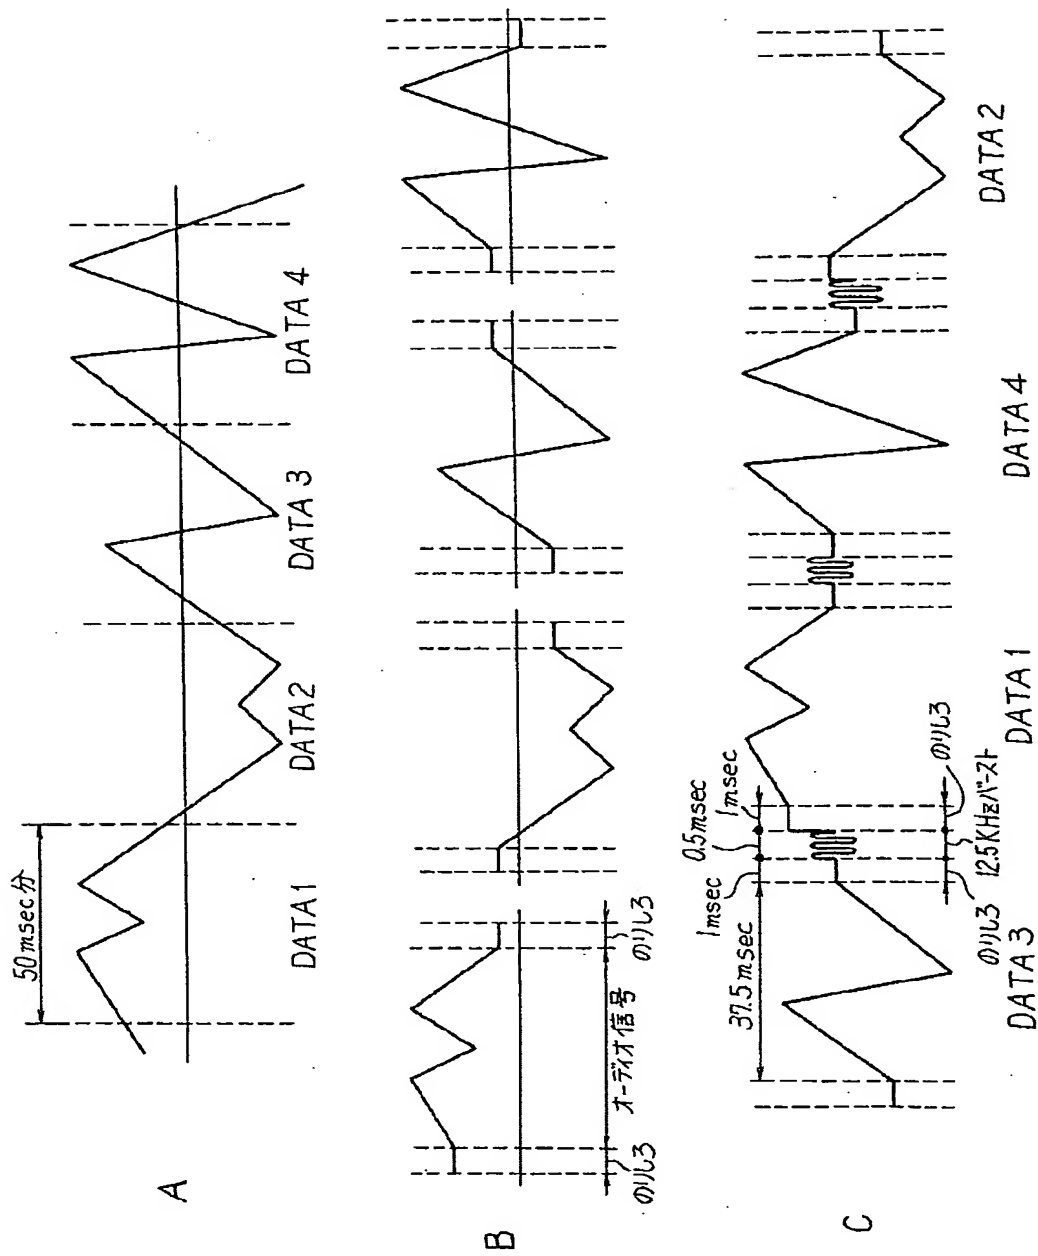 A
50msec分
DATA1
DATA2
DATA3
DATA4
B
のりしろ
オーディオ信号
のりしろ
C
37.5msec
1msec
0.5msec
1msec
のりしろ
12.5KHzバースト
のりしろ
DATA3
DATA1
DATA4
DATA2